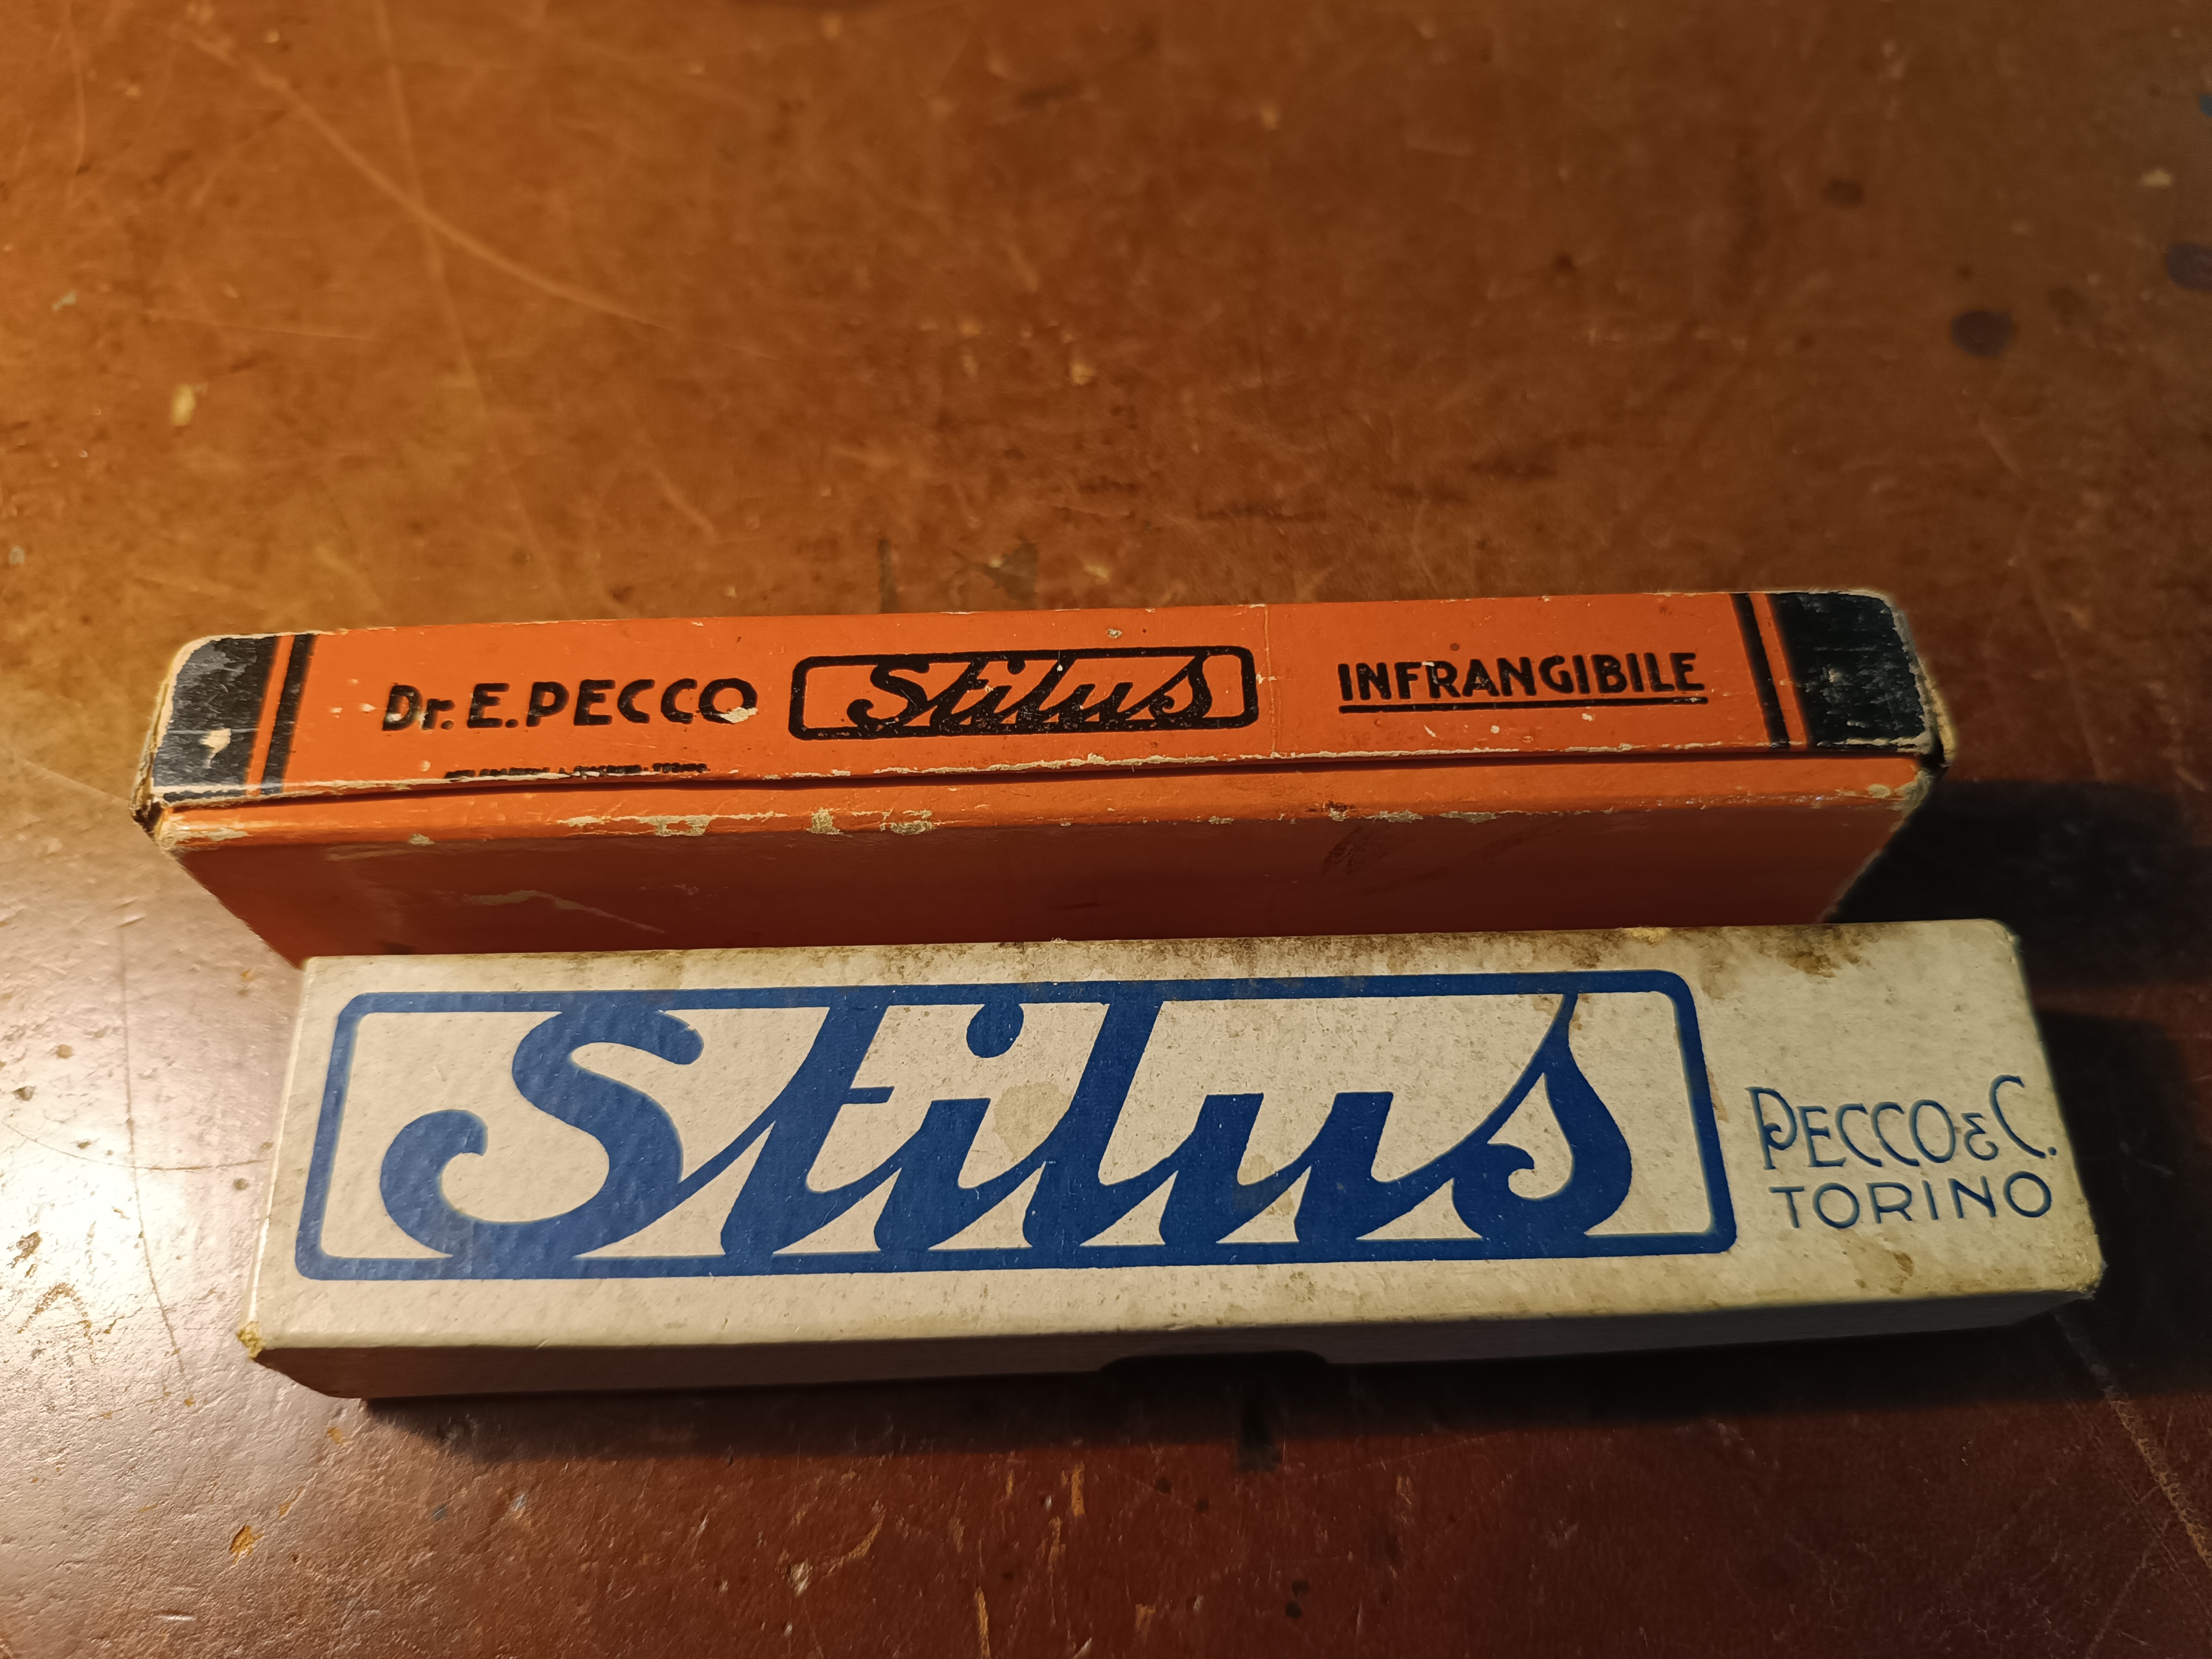 Dr. E. PECCO Stilus INFRANGIBILE
Stilus
PECCO & C.
TORINO